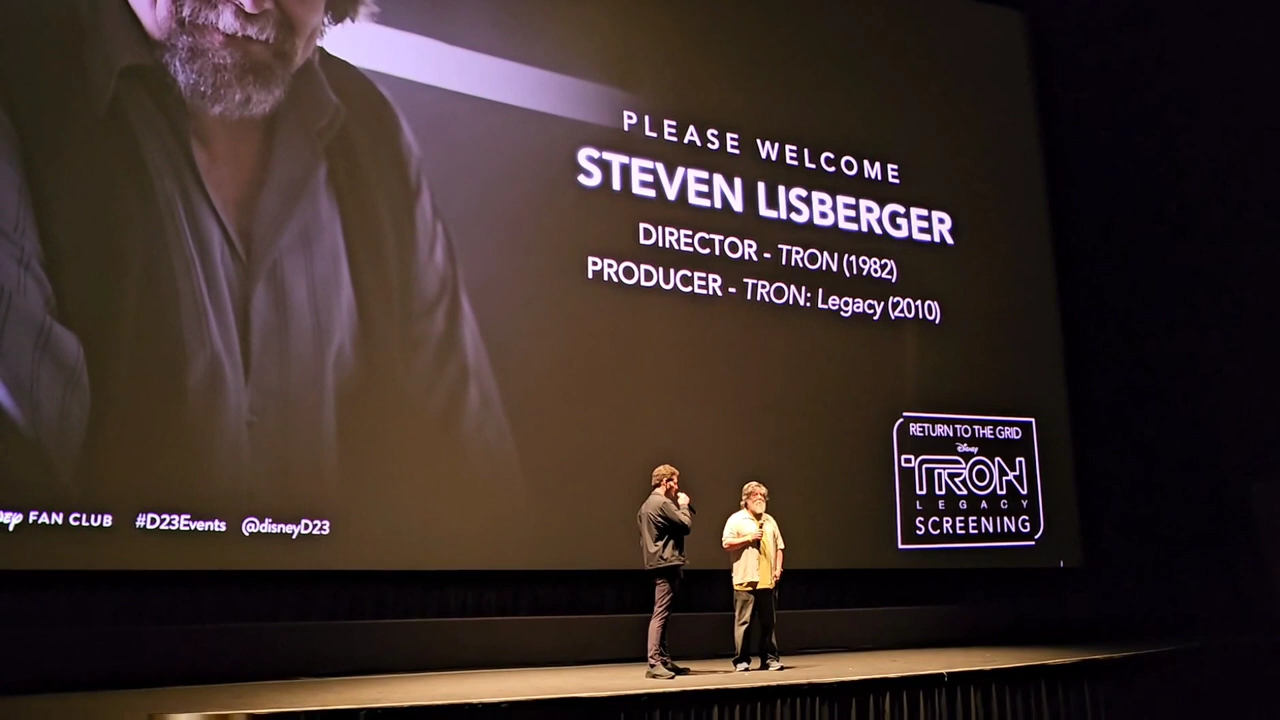 PLEASE WELCOME
STEVEN LISBERGER
DIRECTOR - TRON (1982)
PRODUCER - TRON: Legacy (2010)
RETURN TO THE GRID
Disney
TRON
LEGACY
SCREENING
FAN CLUB #D23Events @disneyD23